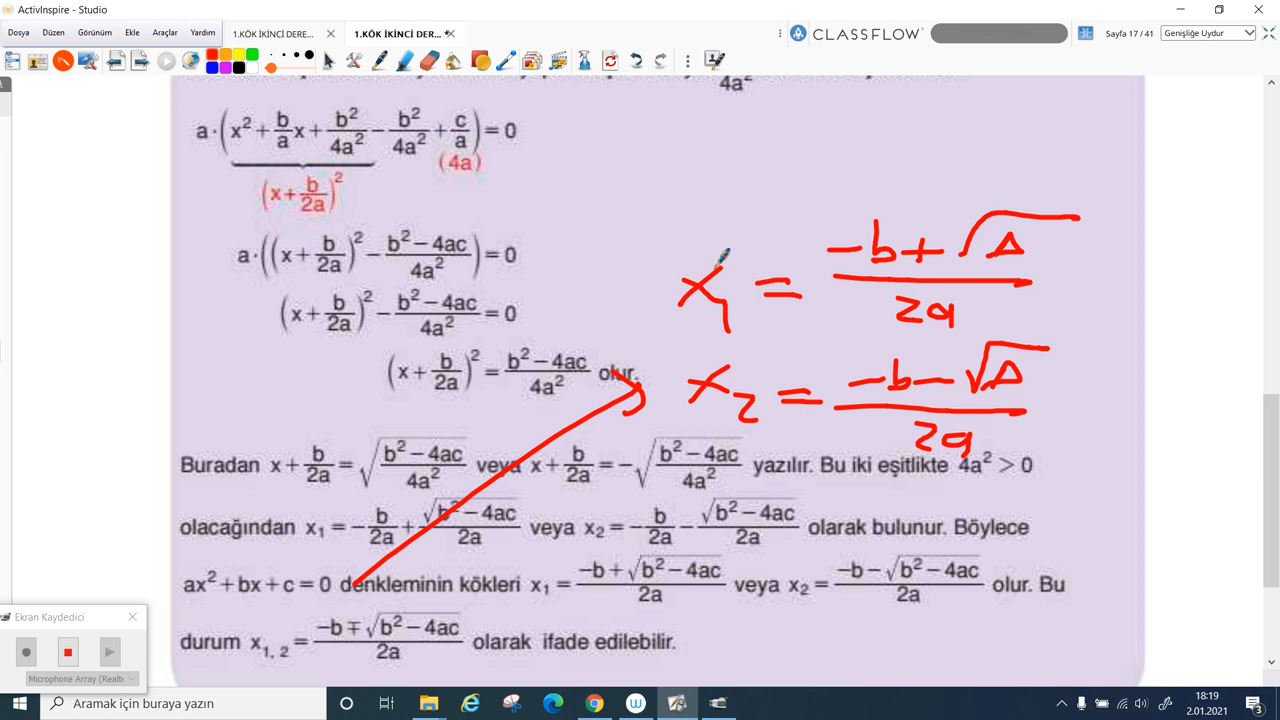 ActivInspire - Studio
Dosya Düzen Görünüm Ekle Araçlar Yardım
1.KÖK İKİNCİ DERE...
1.KÖK İKİNCİ DER...
CLASSFLOW
Sayfa 17 / 41
Genişliğe Uydur
4a²
a · (x² + b/a x + b²/4a² - b²/4a² + c/a) = 0
(4a)
(x + b/2a)²
a · ((x + b/2a)² - b² - 4ac/4a²) = 0
(x + b/2a)² - b² - 4ac/4a² = 0
(x + b/2a)² = b² - 4ac/4a² olur.
x₁ = -b + √Δ / 2a
x₂ = -b - √Δ / 2a
Buradan x + b/2a = √(b² - 4ac/4a²) veya x + b/2a = -√(b² - 4ac/4a²) yazılır. Bu iki eşitlikte 4a² > 0
olacağından x₁ = -b/2a + √(b² - 4ac)/2a veya x₂ = -b/2a - √(b² - 4ac)/2a olarak bulunur. Böylece
ax² + bx + c = 0 denkleminin kökleri x₁ = -b + √(b² - 4ac)/2a veya x₂ = -b - √(b² - 4ac)/2a olur. Bu
durum x₁, ₂ = -b ∓ √(b² - 4ac)/2a olarak ifade edilebilir.
Ekran Kaydedici
Microphone Array (Realte
Aramak için buraya yazın
18:19
2.01.2021
3